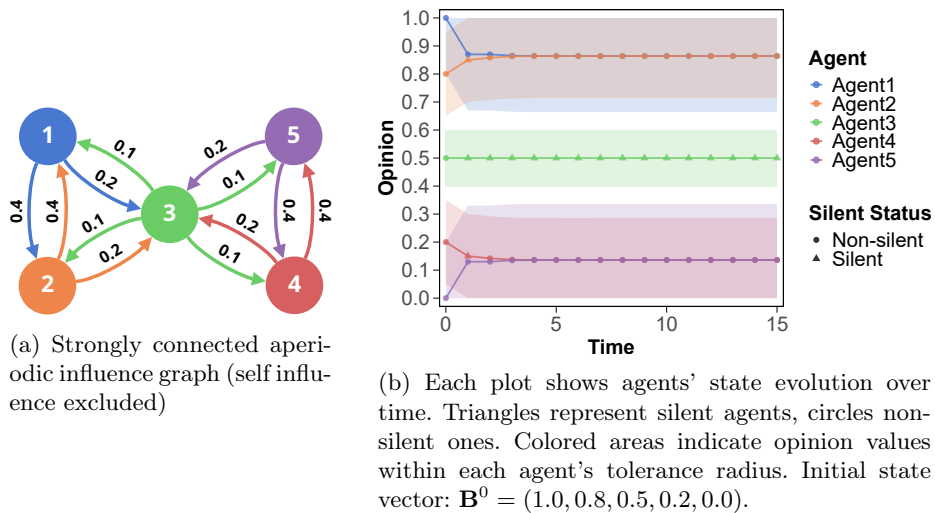 1
5
3
2
4
0.1
0.2
0.2
0.1
0.4
0.4
0.4
0.4
0.1
0.2
0.2
0.1
(a) Strongly connected aperi-
odic influence graph (self influ-
ence excluded)
Opinion
1.0
0.9
0.8
0.7
0.6
0.5
0.4
0.3
0.2
0.1
0.0
0
5
10
15
Time
Agent
Agent1
Agent2
Agent3
Agent4
Agent5
Silent Status
Non-silent
Silent
(b) Each plot shows agents’ state evolution over
time. Triangles represent silent agents, circles non-
silent ones. Colored areas indicate opinion values
within each agent’s tolerance radius. Initial state
vector: B⁰ = (1.0, 0.8, 0.5, 0.2, 0.0).